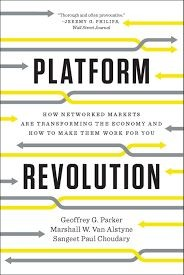 "Thorough and often provocative."
—JEREMY G. PHILIPS,
Wall Street Journal
PLATFORM
HOW NETWORKED MARKETS
ARE TRANSFORMING THE ECONOMY AND
HOW TO MAKE THEM WORK FOR YOU
REVOLUTION
Geoffrey G. Parker
Marshall W. Van Alstyne
Sangeet Paul Choudary